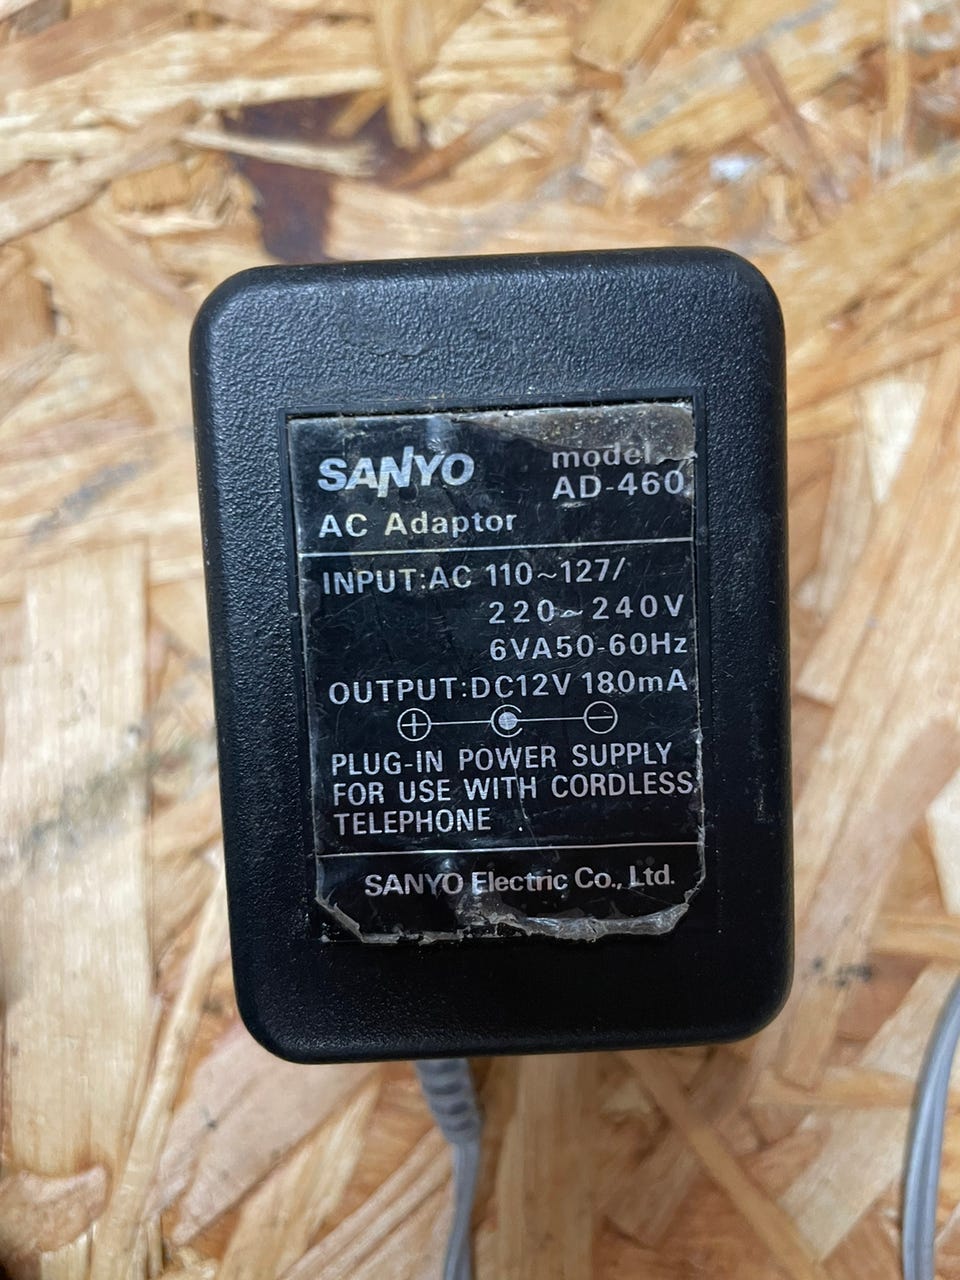 SANYO
model.
AD-460
AC Adaptor
INPUT:AC 110~127/
220~240V
6VA50-60Hz
OUTPUT:DC12V 180mA
+ −
PLUG-IN POWER SUPPLY
FOR USE WITH CORDLESS
TELEPHONE
SANYO Electric Co., Ltd.